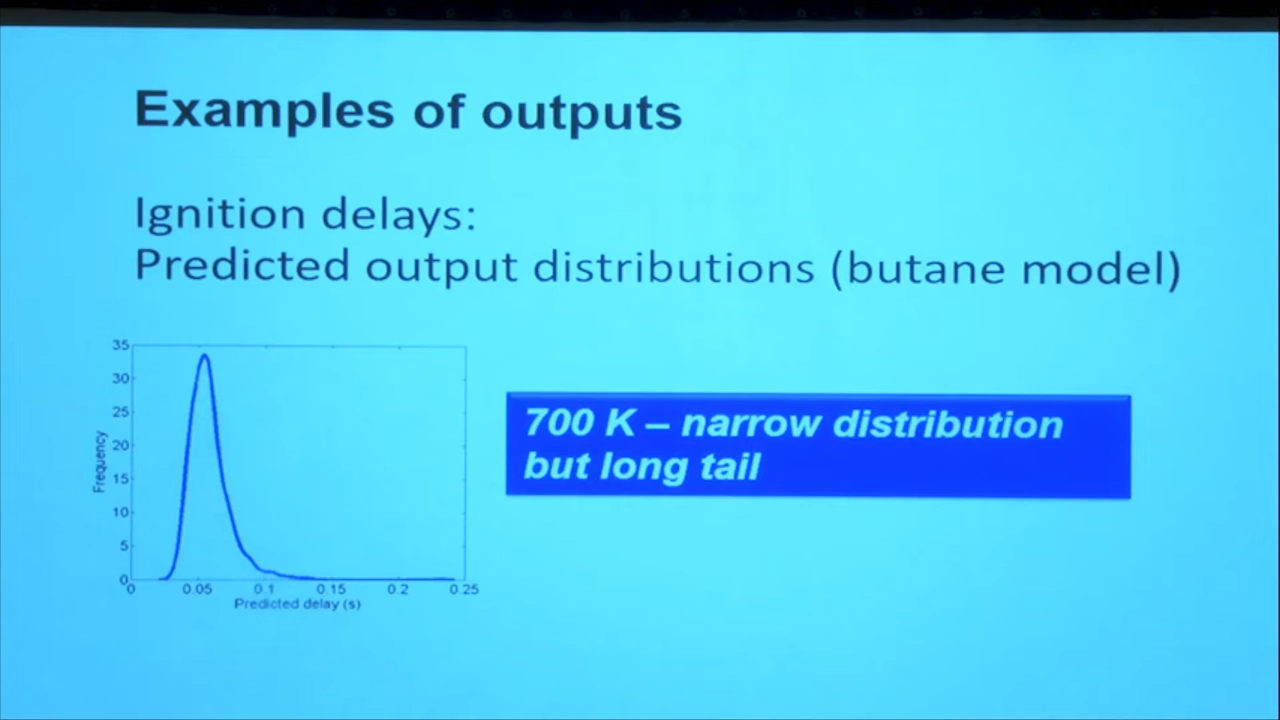 Examples of outputs
Ignition delays:
Predicted output distributions (butane model)
35
30
25
20
15
10
5
0
Frequency
0 0.05 0.1 0.15 0.2 0.25
Predicted delay (s)
700 K – narrow distribution
but long tail